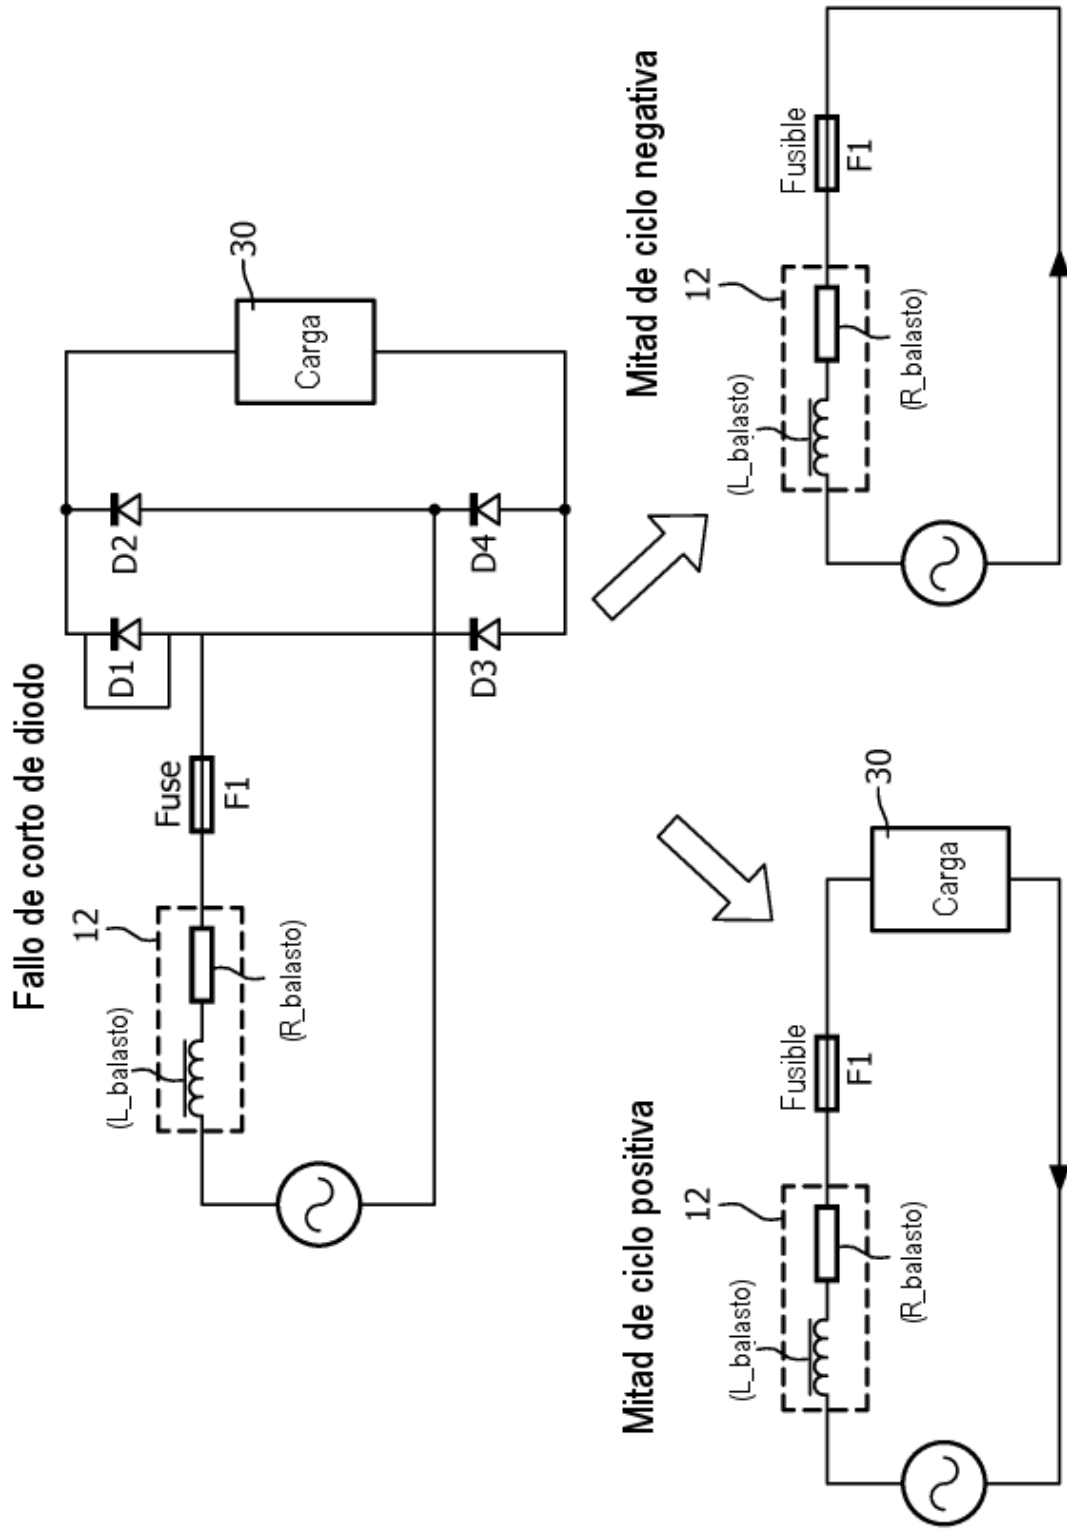 Fallo de corto de diodo
12
(L_balasto)
(R_balasto)
Fuse
F1
D1
D2
D3
D4
30
Carga
Mitad de ciclo positiva
12
(L_balasto)
(R_balasto)
Fusible
F1
30
Carga
Mitad de ciclo negativa
12
(L_balasto)
(R_balasto)
Fusible
F1